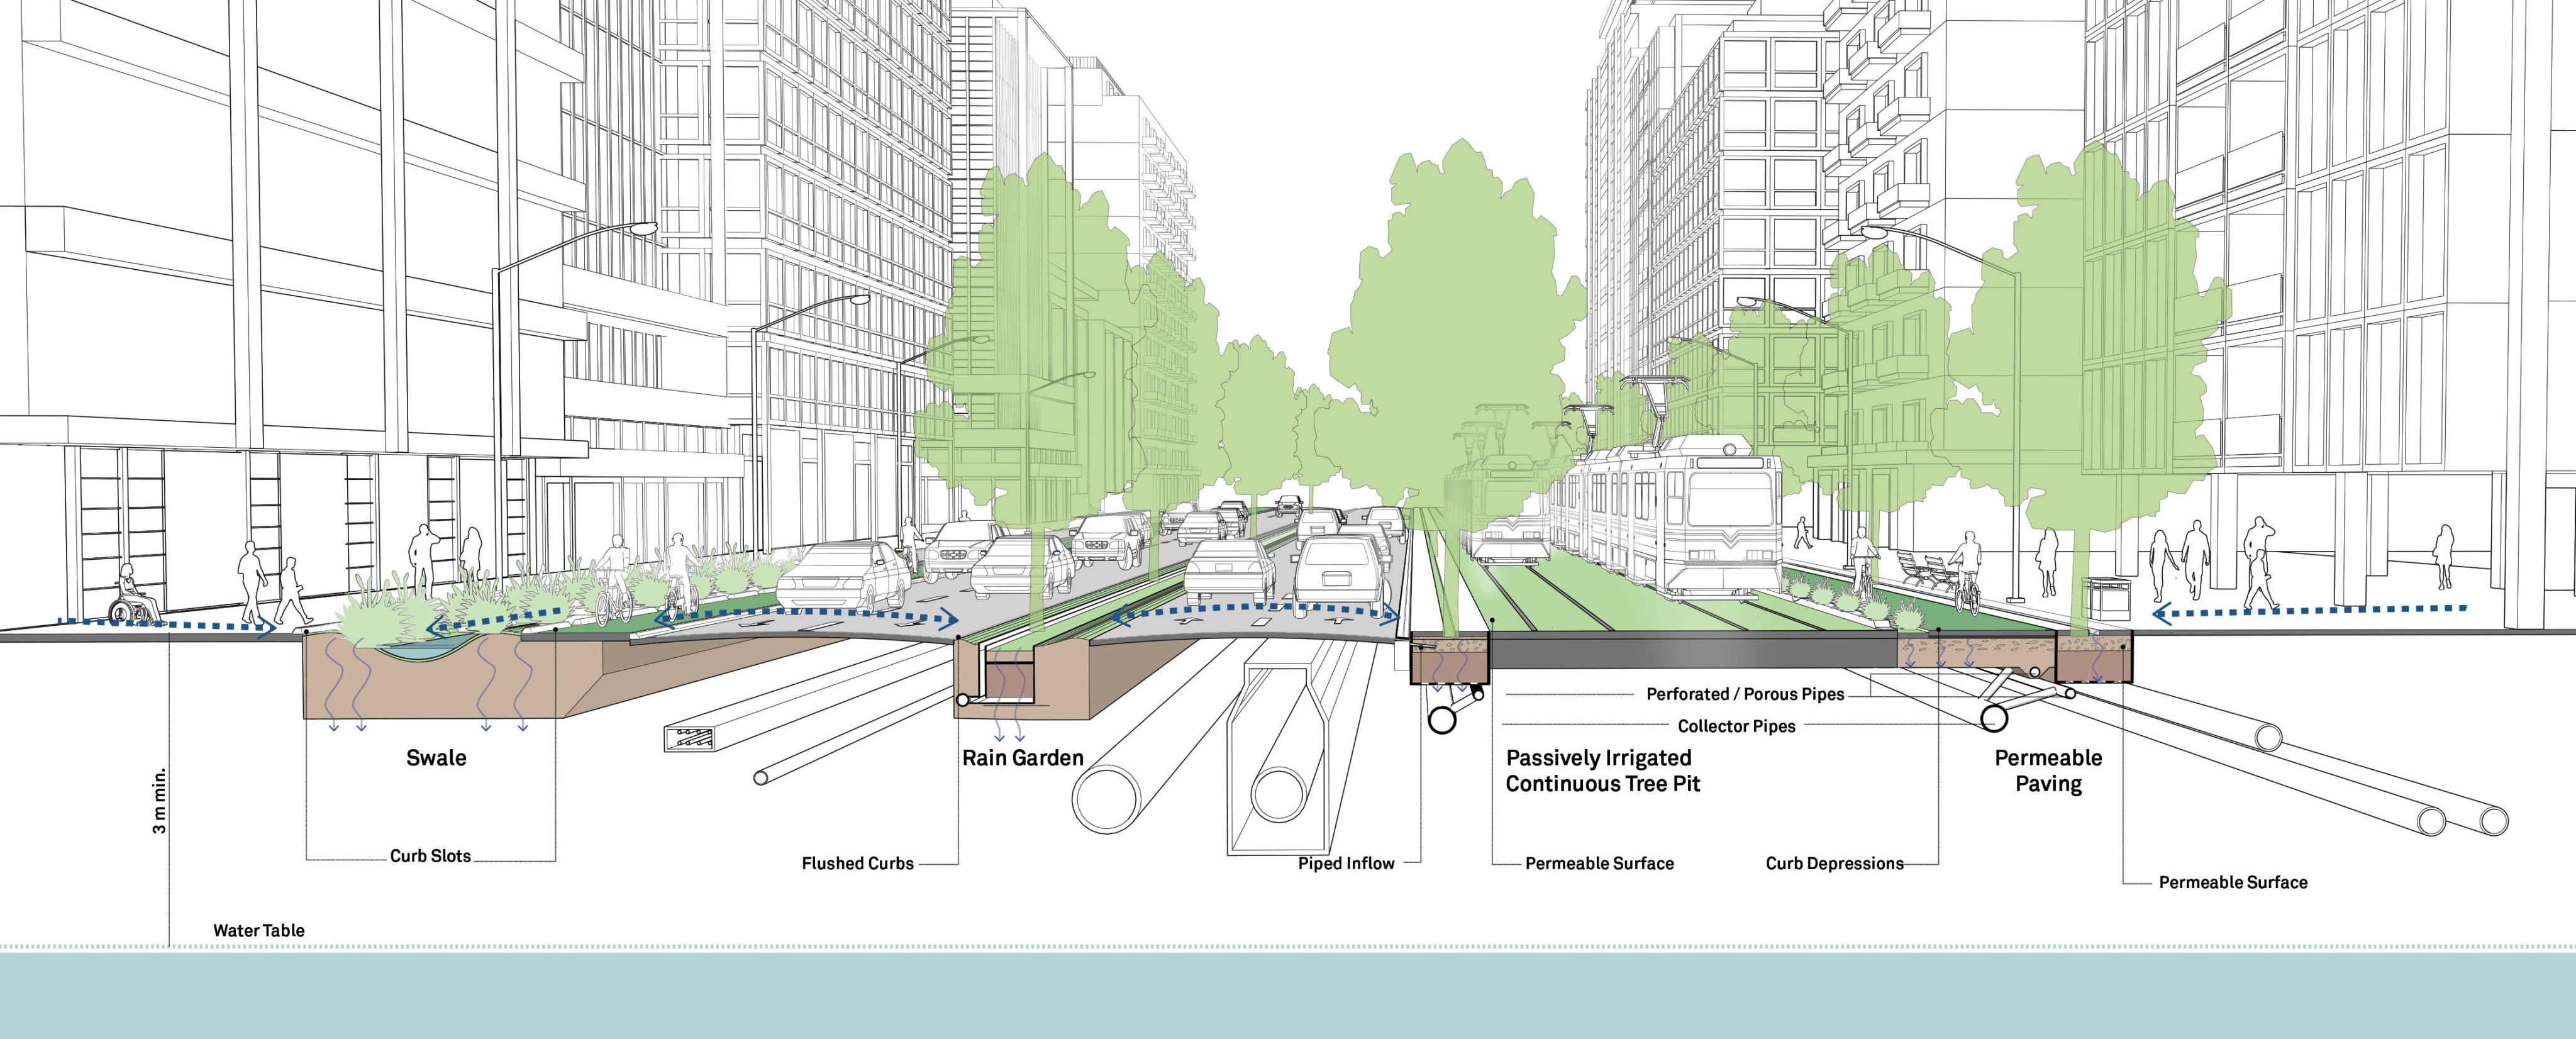 Perforated / Porous Pipes
Collector Pipes
Swale
Rain Garden
Passively Irrigated
Continuous Tree Pit
Permeable
Paving
3 m min.
Curb Slots
Flushed Curbs
Piped Inflow
Permeable Surface
Curb Depressions
Permeable Surface
Water Table